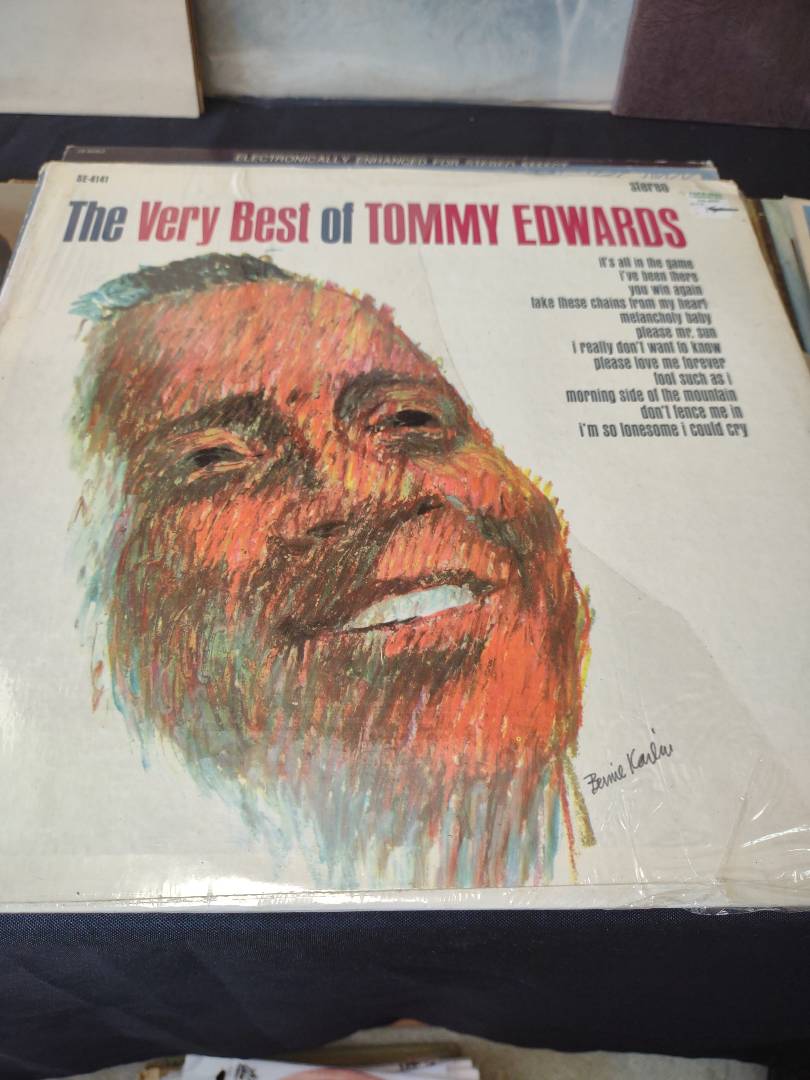 ELECTRONICALLY ENHANCED FOR STEREO
SE-4141
stereo
The Very Best of TOMMY EDWARDS
it's all in the game
i've been there
you win again
take these chains from my heart
melancholy baby
please mr. sun
i really don't want to know
please love me forever
fool such as i
morning side of the mountain
don't fence me in
i'm so lonesome i could cry
Bernie Karlin